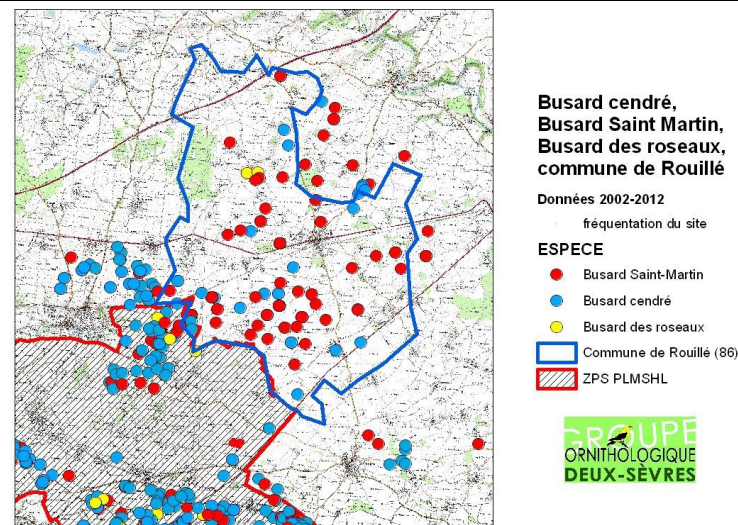 Busard cendré,
Busard Saint Martin,
Busard des roseaux,
commune de Rouillé
Données 2002-2012
fréquentation du site
ESPECE
Busard Saint-Martin
Busard cendré
Busard des roseaux
Commune de Rouillé (86)
ZPS PLMSHL
GROUPE
ORNITHOLOGIQUE
DEUX-SÈVRES